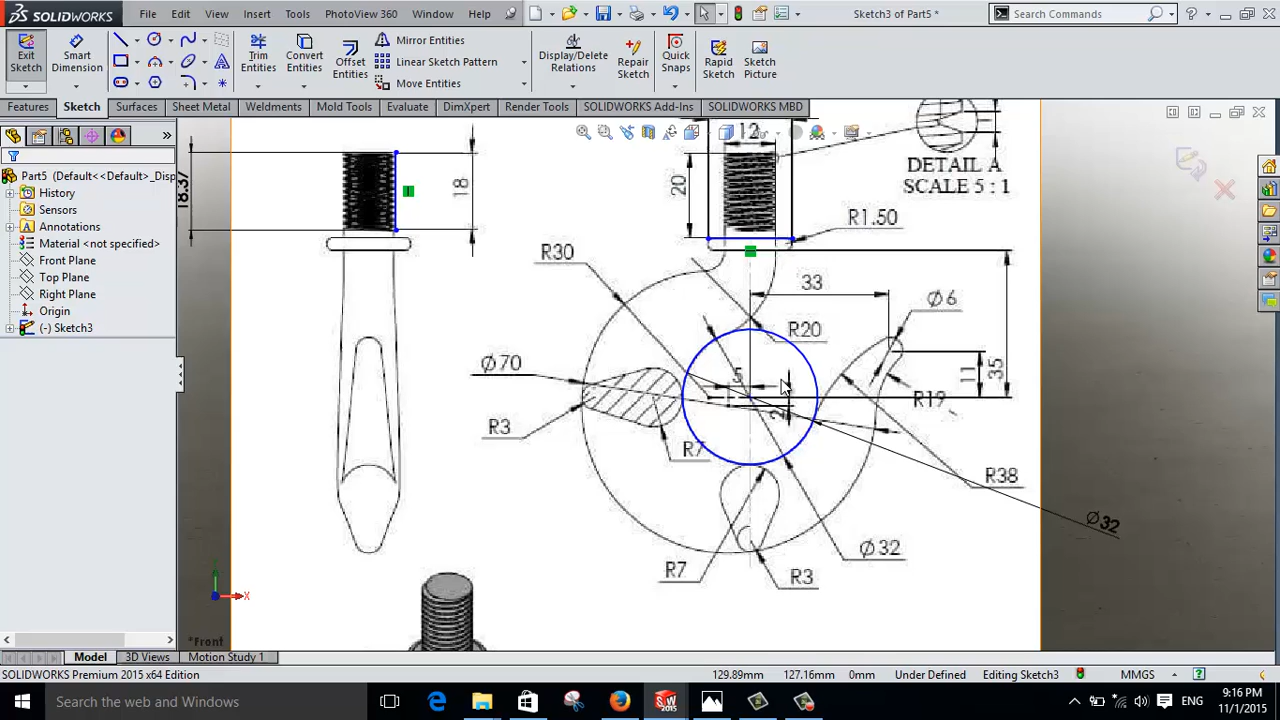 SOLIDWORKS File Edit View Insert Tools PhotoView 360 Window Help Sketch3 of Part5 * Search Commands ?
Exit Sketch Smart Dimension Trim Entities Convert Entities Offset Entities Mirror Entities Linear Sketch Pattern Move Entities Display/Delete Relations Repair Sketch Quick Snaps Rapid Sketch Sketch Picture
Features Sketch Surfaces Sheet Metal Weldments Mold Tools Evaluate DimXpert Render Tools SOLIDWORKS Add-Ins SOLIDWORKS MBD
Part5 (Default<<Default>_Disp
History
Sensors
Annotations
Material <not specified>
Front Plane
Top Plane
Right Plane
Origin
(-) Sketch3
12
DETAIL A
SCALE 5 : 1
18.37
18
20
R1.50
R30
33
Ø6
R20
Ø70
5
11
35
2
R19
R3
R7
R38
Ø32
Ø32
R7
R3
Y
X
*Front
Model 3D Views Motion Study 1
SOLIDWORKS Premium 2015 x64 Edition 129.89mm 127.16mm 0mm Under Defined Editing Sketch3 MMGS
Search the web and Windows ENG 9:16 PM
11/1/2015